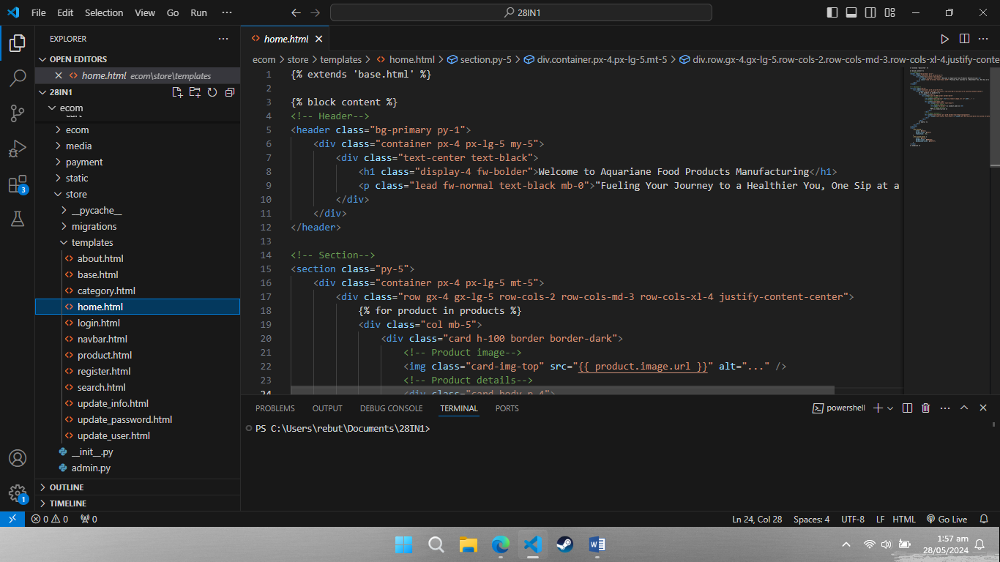 File Edit Selection View Go Run ···
28IN1
EXPLORER
OPEN EDITORS
home.html ecom\store\templates
28IN1
ecom
cart
ecom
media
payment
static
store
__pycache__
migrations
templates
about.html
base.html
category.html
home.html
login.html
navbar.html
product.html
register.html
search.html
update_info.html
update_password.html
update_user.html
__init__.py
admin.py
OUTLINE
TIMELINE
3
1
home.html
ecom > store > templates > home.html > section.py-5 > div.container.px-4.px-lg-5.mt-5 > div.row.gx-4.gx-lg-5.row-cols-2.row-cols-md-3.row-cols-xl-4.justify-conte
1 {% extends 'base.html' %}
2
3 {% block content %}
4 <!-- Header-->
5 <header class="bg-primary py-1">
6 <div class="container px-4 px-lg-5 my-5">
7 <div class="text-center text-black">
8 <h1 class="display-4 fw-bolder">Welcome to Aquariane Food Products Manufacturing</h1>
9 <p class="lead fw-normal text-black mb-0">"Fueling Your Journey to a Healthier You, One Sip at a
10 </div>
11 </div>
12 </header>
13
14 <!-- Section-->
15 <section class="py-5">
16 <div class="container px-4 px-lg-5 mt-5">
17 <div class="row gx-4 gx-lg-5 row-cols-2 row-cols-md-3 row-cols-xl-4 justify-content-center">
18 {% for product in products %}
19 <div class="col mb-5">
20 <div class="card h-100 border border-dark">
21 <!-- Product image-->
22 <img class="card-img-top" src="{{ product.image.url }}" alt="..." />
23 <!-- Product details-->
24 <div class="card-body p-4">
PROBLEMS OUTPUT DEBUG CONSOLE TERMINAL PORTS
powershell
PS C:\Users\rebut\Documents\28IN1>
0 0 0
Ln 24, Col 28 Spaces: 4 UTF-8 LF HTML Go Live
1:57 am
28/05/2024